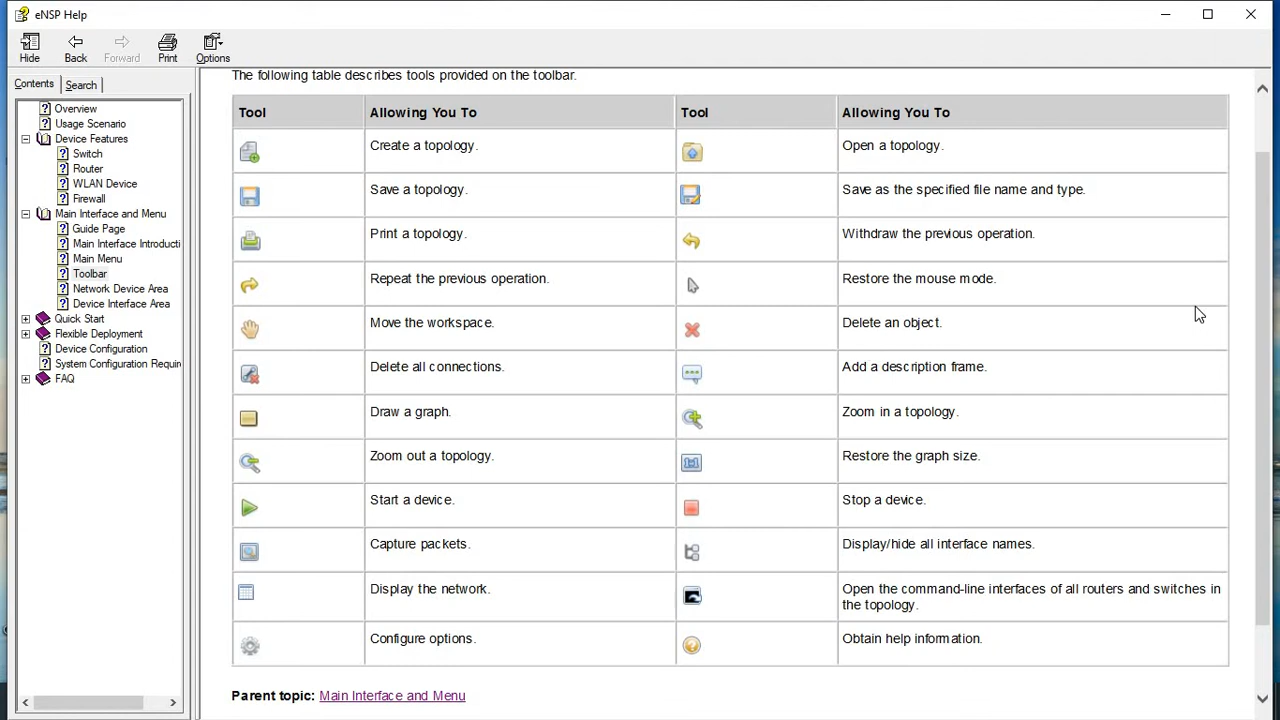 eNSP Help
Hide
Back
Forward
Print
Options
Contents
Search
Overview
Usage Scenario
Device Features
Switch
Router
WLAN Device
Firewall
Main Interface and Menu
Guide Page
Main Interface Introducti
Main Menu
Toolbar
Network Device Area
Device Interface Area
Quick Start
Flexible Deployment
Device Configuration
System Configuration Requir
FAQ
The following table describes tools provided on the toolbar.
Tool Allowing You To Tool Allowing You To
Create a topology. Open a topology.
Save a topology. Save as the specified file name and type.
Print a topology. Withdraw the previous operation.
Repeat the previous operation. Restore the mouse mode.
Move the workspace. Delete an object.
Delete all connections. Add a description frame.
Draw a graph. Zoom in a topology.
Zoom out a topology. Restore the graph size.
Start a device. Stop a device.
Capture packets. Display/hide all interface names.
Display the network. Open the command-line interfaces of all routers and switches in
the topology.
Configure options. Obtain help information.
Parent topic: Main Interface and Menu